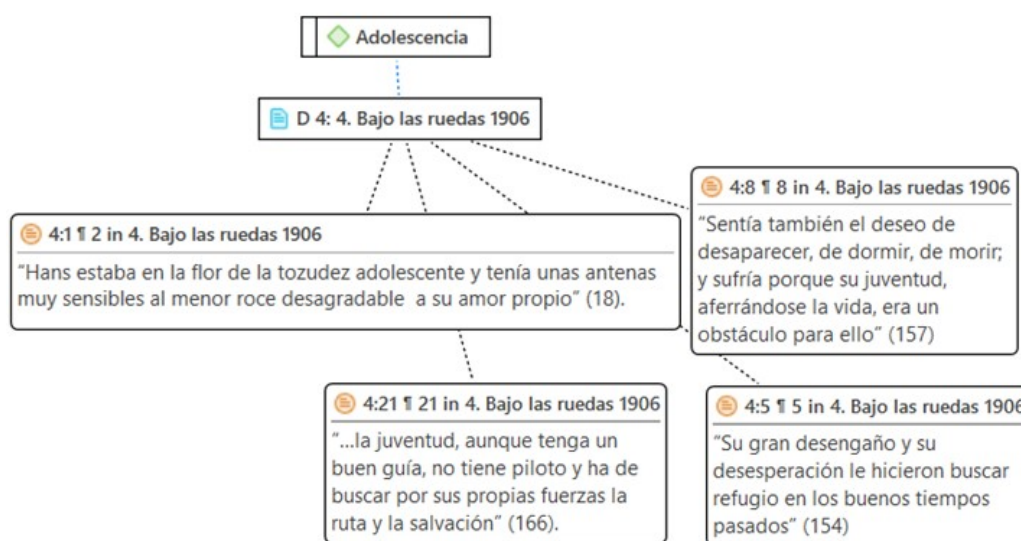 Adolescencia
D 4: 4. Bajo las ruedas 1906
4:8 ¶ 8 in 4. Bajo las ruedas 1906
“Sentía también el deseo de
desaparecer, de dormir, de morir;
y sufría porque su juventud,
aferrándose la vida, era un
obstáculo para ello” (157)
4:1 ¶ 2 in 4. Bajo las ruedas 1906
“Hans estaba en la flor de la tozudez adolescente y tenía unas antenas
muy sensibles al menor roce desagradable a su amor propio” (18).
4:21 ¶ 21 in 4. Bajo las ruedas 1906
“...la juventud, aunque tenga un
buen guía, no tiene piloto y ha de
buscar por sus propias fuerzas la
ruta y la salvación” (166).
4:5 ¶ 5 in 4. Bajo las ruedas 1906
“Su gran desengaño y su
desesperación le hicieron buscar
refugio en los buenos tiempos
pasados” (154)